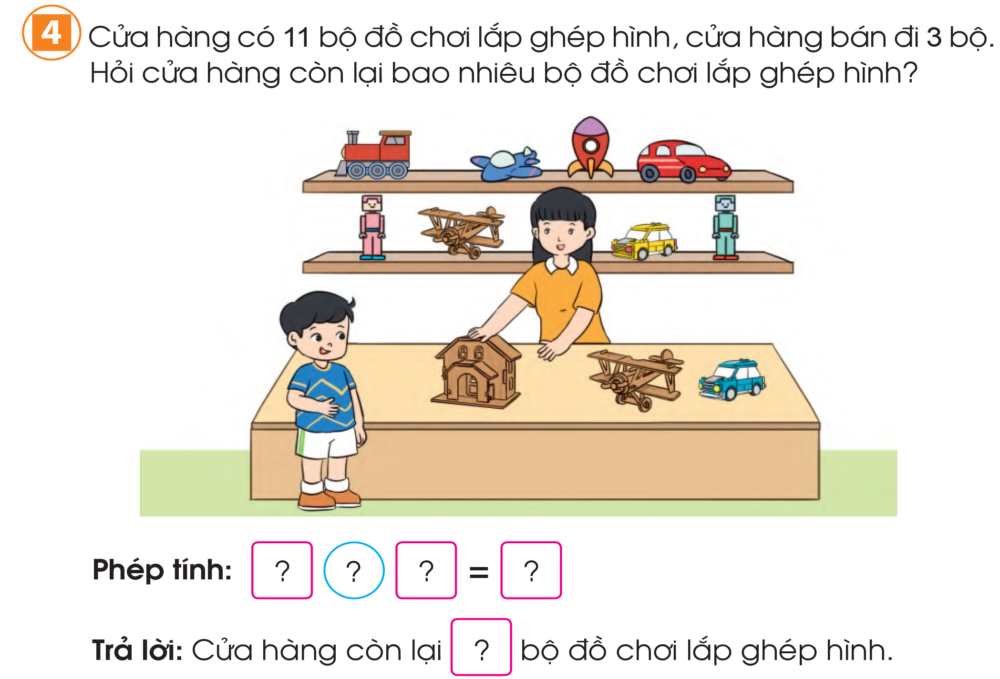 4 Cửa hàng có 11 bộ đồ chơi lắp ghép hình, cửa hàng bán đi 3 bộ.
Hỏi cửa hàng còn lại bao nhiêu bộ đồ chơi lắp ghép hình?
Phép tính: ? ? ? = ?
Trả lời: Cửa hàng còn lại ? bộ đồ chơi lắp ghép hình.